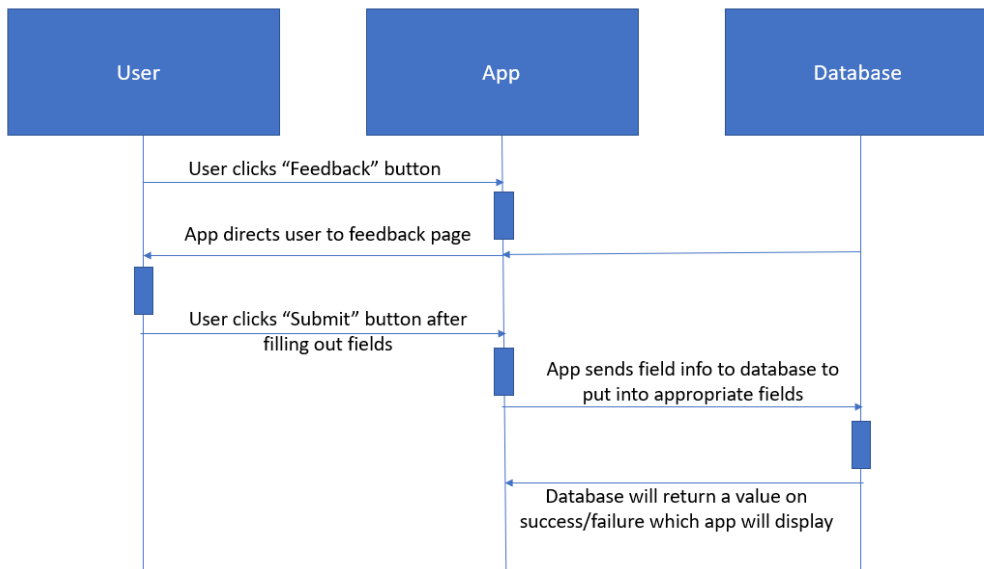 User
App
Database
User clicks “Feedback” button
App directs user to feedback page
User clicks “Submit” button after
filling out fields
App sends field info to database to
put into appropriate fields
Database will return a value on
success/failure which app will display